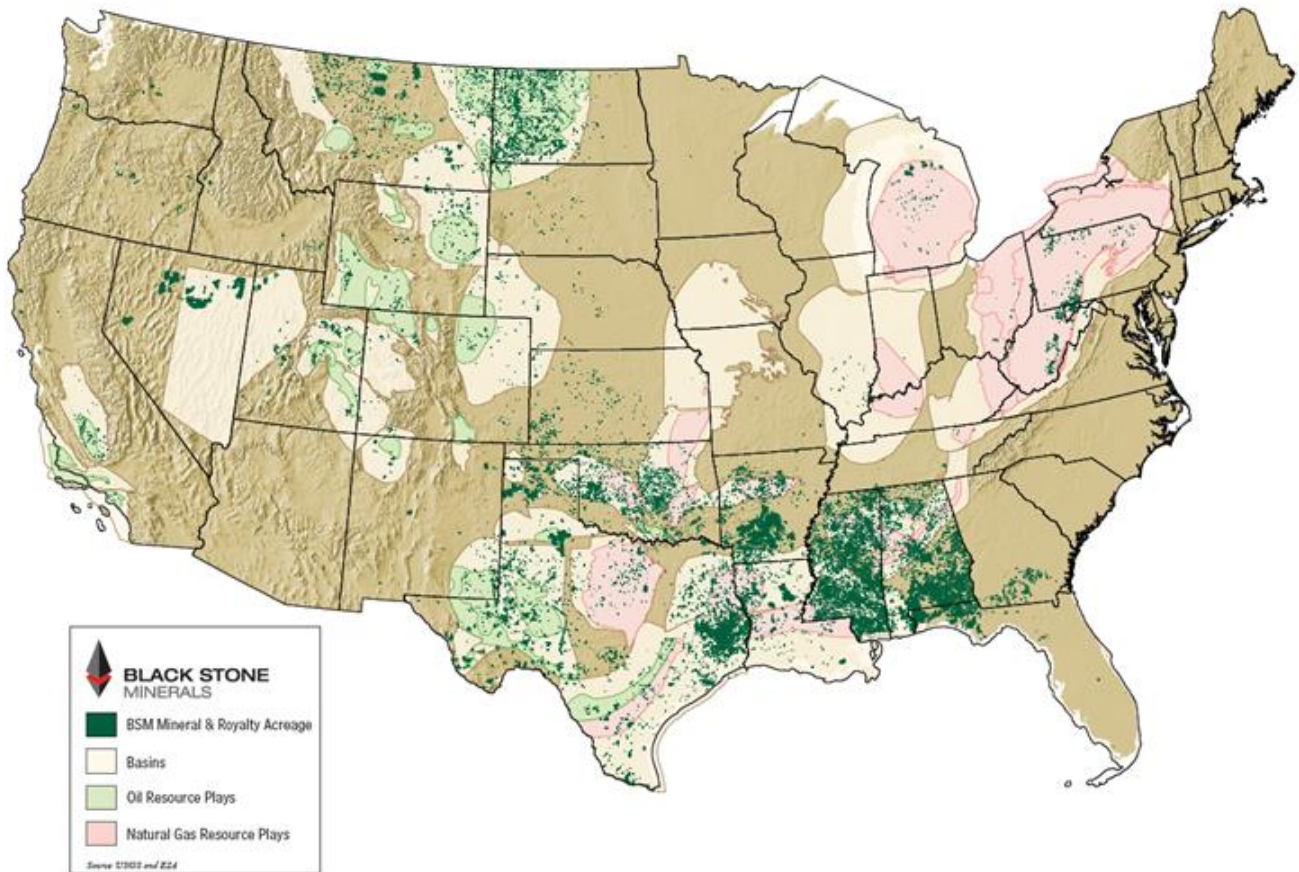 BLACK STONE
MINERALS
BSM Mineral & Royalty Acreage
Basins
Oil Resource Plays
Natural Gas Resource Plays
Source USGS and EIA